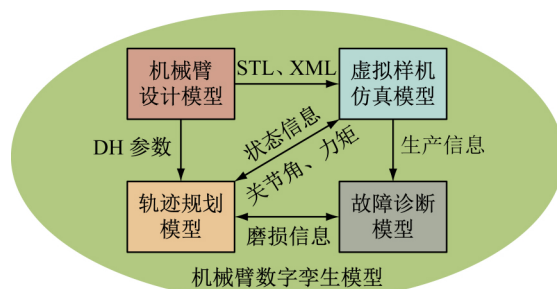 机械臂
设计模型
STL、XML
虚拟样机
仿真模型
DH 参数
状态信息
关节角、力矩
生产信息
轨迹规划
模型
磨损信息
故障诊断
模型
机械臂数字孪生模型